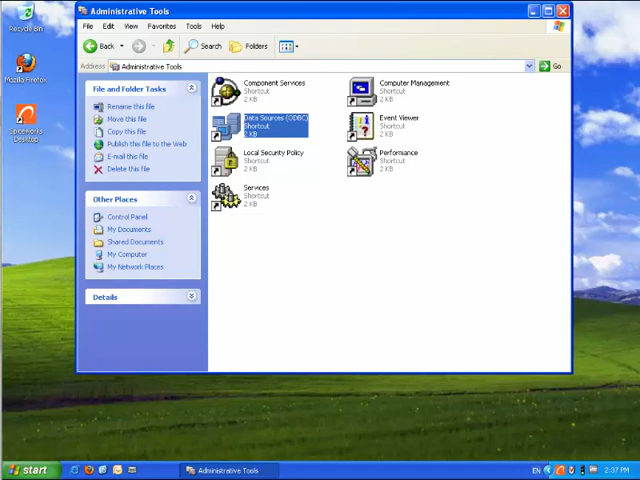 Administrative Tools
File Edit View Favorites Tools Help
Back Search Folders
Address Administrative Tools Go
Recycle Bin
Mozilla Firefox
Spiceworks
Desktop
File and Folder Tasks
Rename this file
Move this file
Copy this file
Publish this file to the Web
E-mail this file
Delete this file
Other Places
Control Panel
My Documents
Shared Documents
My Computer
My Network Places
Details
Component Services
Shortcut
2 KB
Computer Management
Shortcut
2 KB
Data Sources (ODBC)
Shortcut
2 KB
Event Viewer
Shortcut
2 KB
Local Security Policy
Shortcut
2 KB
Performance
Shortcut
2 KB
Services
Shortcut
2 KB
start
Administrative Tools
EN
2:37 PM